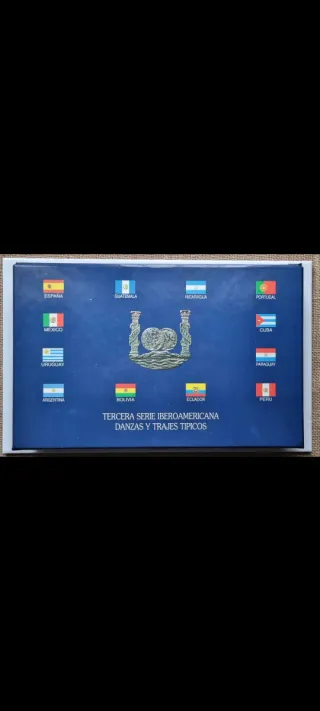 ESPAÑA
GUATEMALA
NICARAGUA
PORTUGAL
MEXICO
CUBA
URUGUAY
PARAGUAY
ARGENTINA
BOLIVIA
ECUADOR
PERU
TERCERA SERIE IBEROAMERICANA
DANZAS Y TRAJES TIPICOS